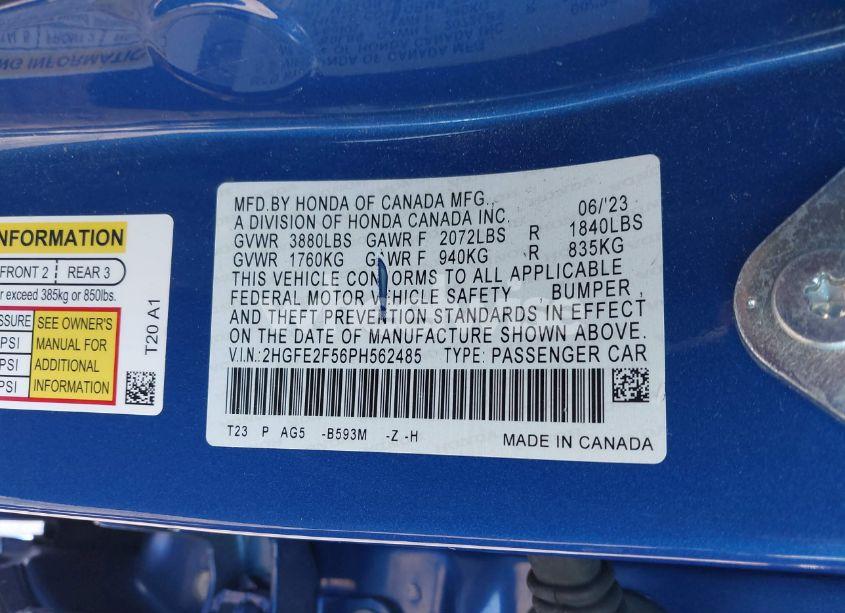 INFORMATION
FRONT 2 | REAR 3
r exceed 385kg or 850lbs.
SSURE
PSI
PSI
PSI
SEE OWNER'S
MANUAL FOR
ADDITIONAL
INFORMATION
T20 A1
MFD.BY HONDA OF CANADA MFG., 06/'23
A DIVISION OF HONDA CANADA INC.
GVWR 3880LBS GAWR F 2072LBS R 1840LBS
GVWR 1760KG GAWR F 940KG R 835KG
THIS VEHICLE CONFORMS TO ALL APPLICABLE
FEDERAL MOTOR VEHICLE SAFETY , BUMPER ,
AND THEFT PREVENTION STANDARDS IN EFFECT
ON THE DATE OF MANUFACTURE SHOWN ABOVE.
V.I.N.:2HGFE2F56PH562485 TYPE: PASSENGER CAR
T23 P AG5 -B593M -Z -H MADE IN CANADA